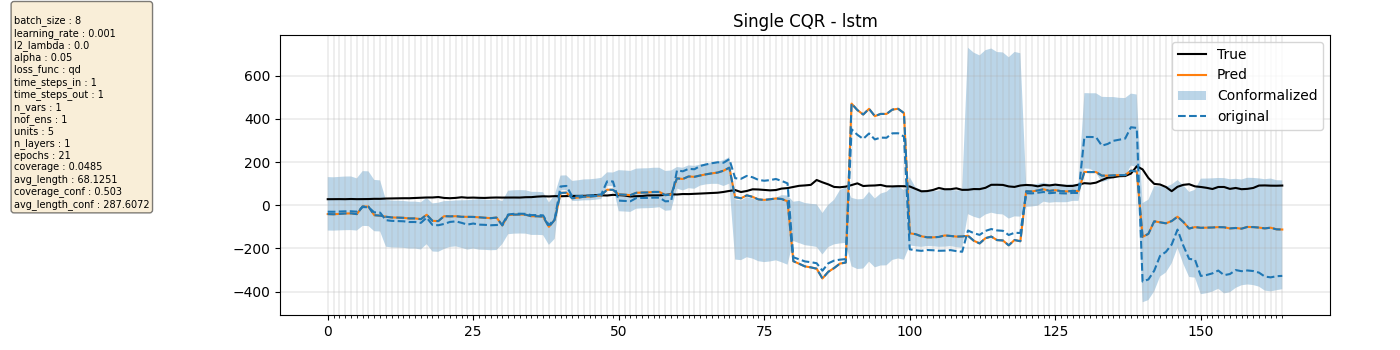 batch_size : 8
learning_rate : 0.001
l2_lambda : 0.0
alpha : 0.05
loss_func : qd
time_steps_in : 1
time_steps_out : 1
n_vars : 1
nof_ens : 1
units : 5
n_layers : 1
epochs : 21
coverage : 0.0485
avg_length : 68.1251
coverage_conf : 0.503
avg_length_conf : 287.6072
Single CQR - lstm
600
400
200
0
−200
−400
0 25 50 75 100 125 150
True
Pred
Conformalized
original